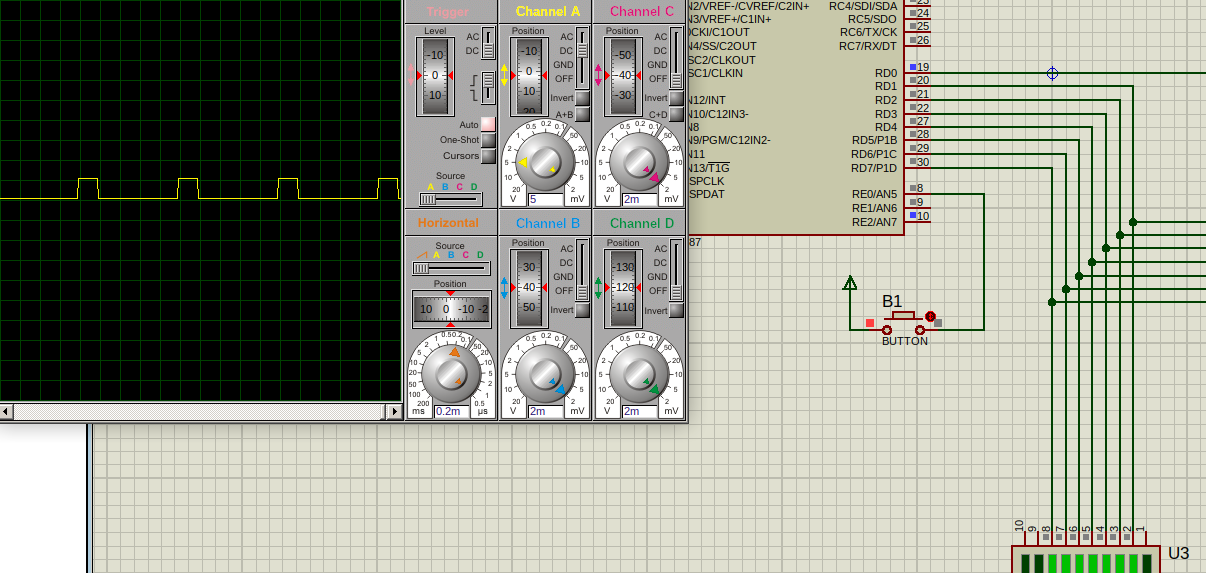 Trigger
Level
AC
DC
-10
0
10
Auto
One-Shot
Cursors
Source
A B C D
Channel A
Position
AC
DC
GND
OFF
-10
0
10
20
Invert
A+B
5
V
mV
Channel C
Position
AC
DC
GND
OFF
-50
-40
-30
Invert
C+D
2m
V
mV
Horizontal
Source
A B C D
Position
10 0 -10 -2
0.2m
ms
µs
Channel B
Position
AC
DC
GND
OFF
30
40
50
Invert
2m
V
mV
Channel D
Position
AC
DC
GND
OFF
-130
-120
-110
Invert
2m
V
mV
N2/VREF-/CVREF/C2IN+
N3/VREF+/C1IN+
CKI/C1OUT
N4/SS/C2OUT
SC2/CLKOUT
SC1/CLKIN
N12/INT
N10/C12IN3-
N8
N9/PGM/C12IN2-
N11
N13/T1G
SPCLK
SPDAT
87
RC4/SDI/SDA 23
RC5/SDO 24
RC6/TX/CK 25
RC7/RX/DT 26
RD0 19
RD1 20
RD2 21
RD3 22
RD4 27
RD5/P1B 28
RD6/P1C 29
RD7/P1D 30
RE0/AN5 8
RE1/AN6 9
RE2/AN7 10
B1
BUTTON
10 9 8 7 6 5 4 3 2 1
U3